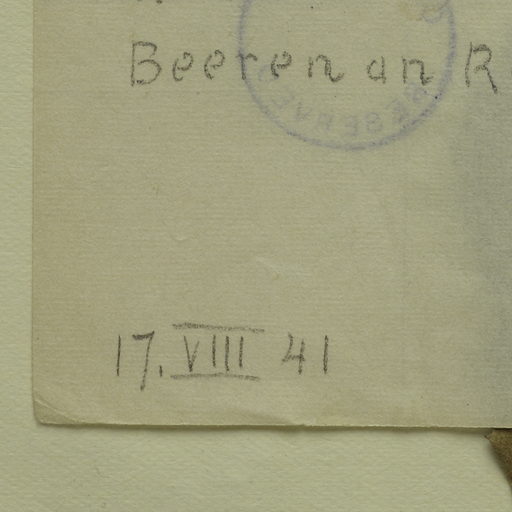 Beeren an R
17. VIII 41